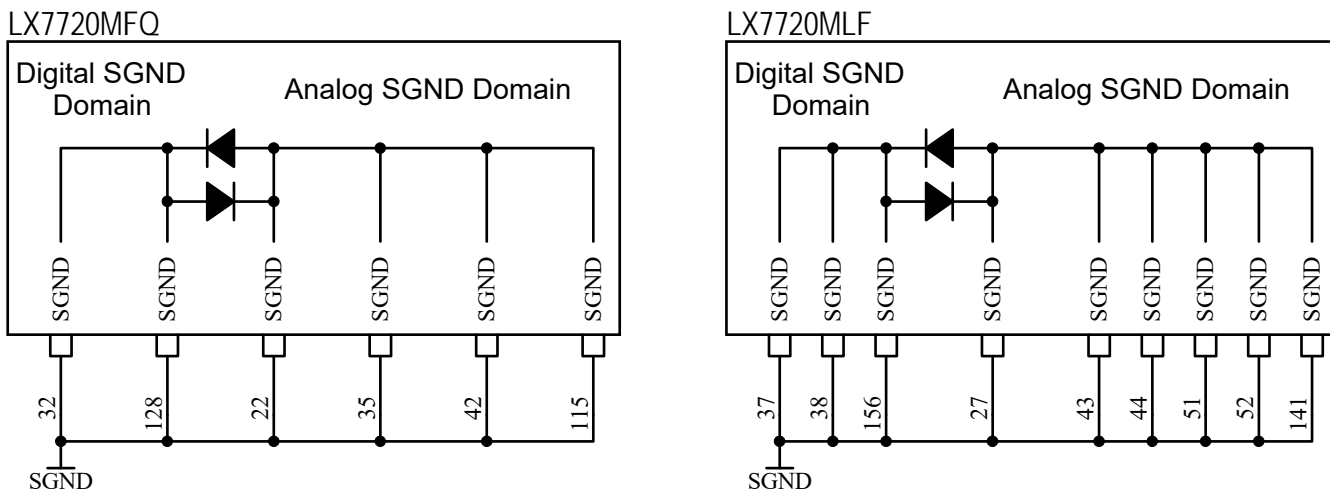 LX7720MFQ
Digital SGND
Domain
Analog SGND Domain
SGND
SGND
SGND
SGND
SGND
SGND
32
128
22
35
42
115
SGND
LX7720MLF
Digital SGND
Domain
Analog SGND Domain
SGND
SGND
SGND
SGND
SGND
SGND
SGND
SGND
SGND
37
38
156
27
43
44
51
52
141
SGND